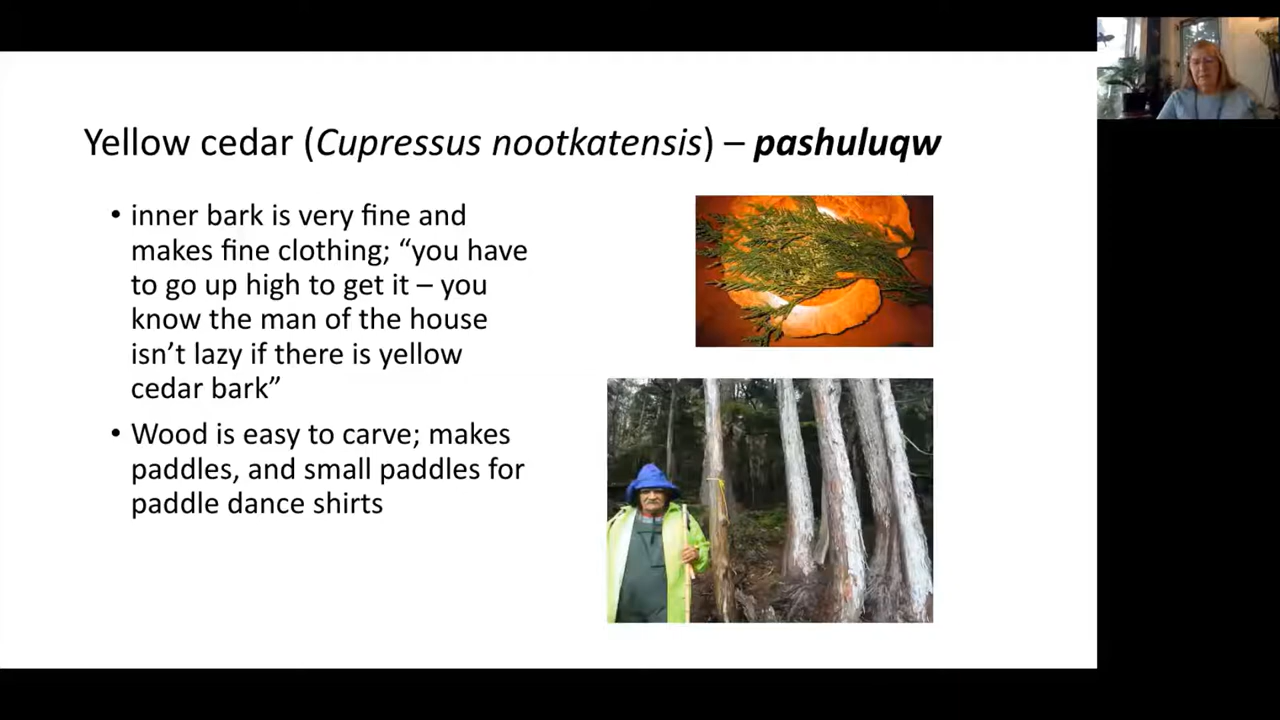 Yellow cedar (Cupressus nootkatensis) – pashuluqw
• inner bark is very fine and
makes fine clothing; “you have
to go up high to get it – you
know the man of the house
isn’t lazy if there is yellow
cedar bark”
• Wood is easy to carve; makes
paddles, and small paddles for
paddle dance shirts